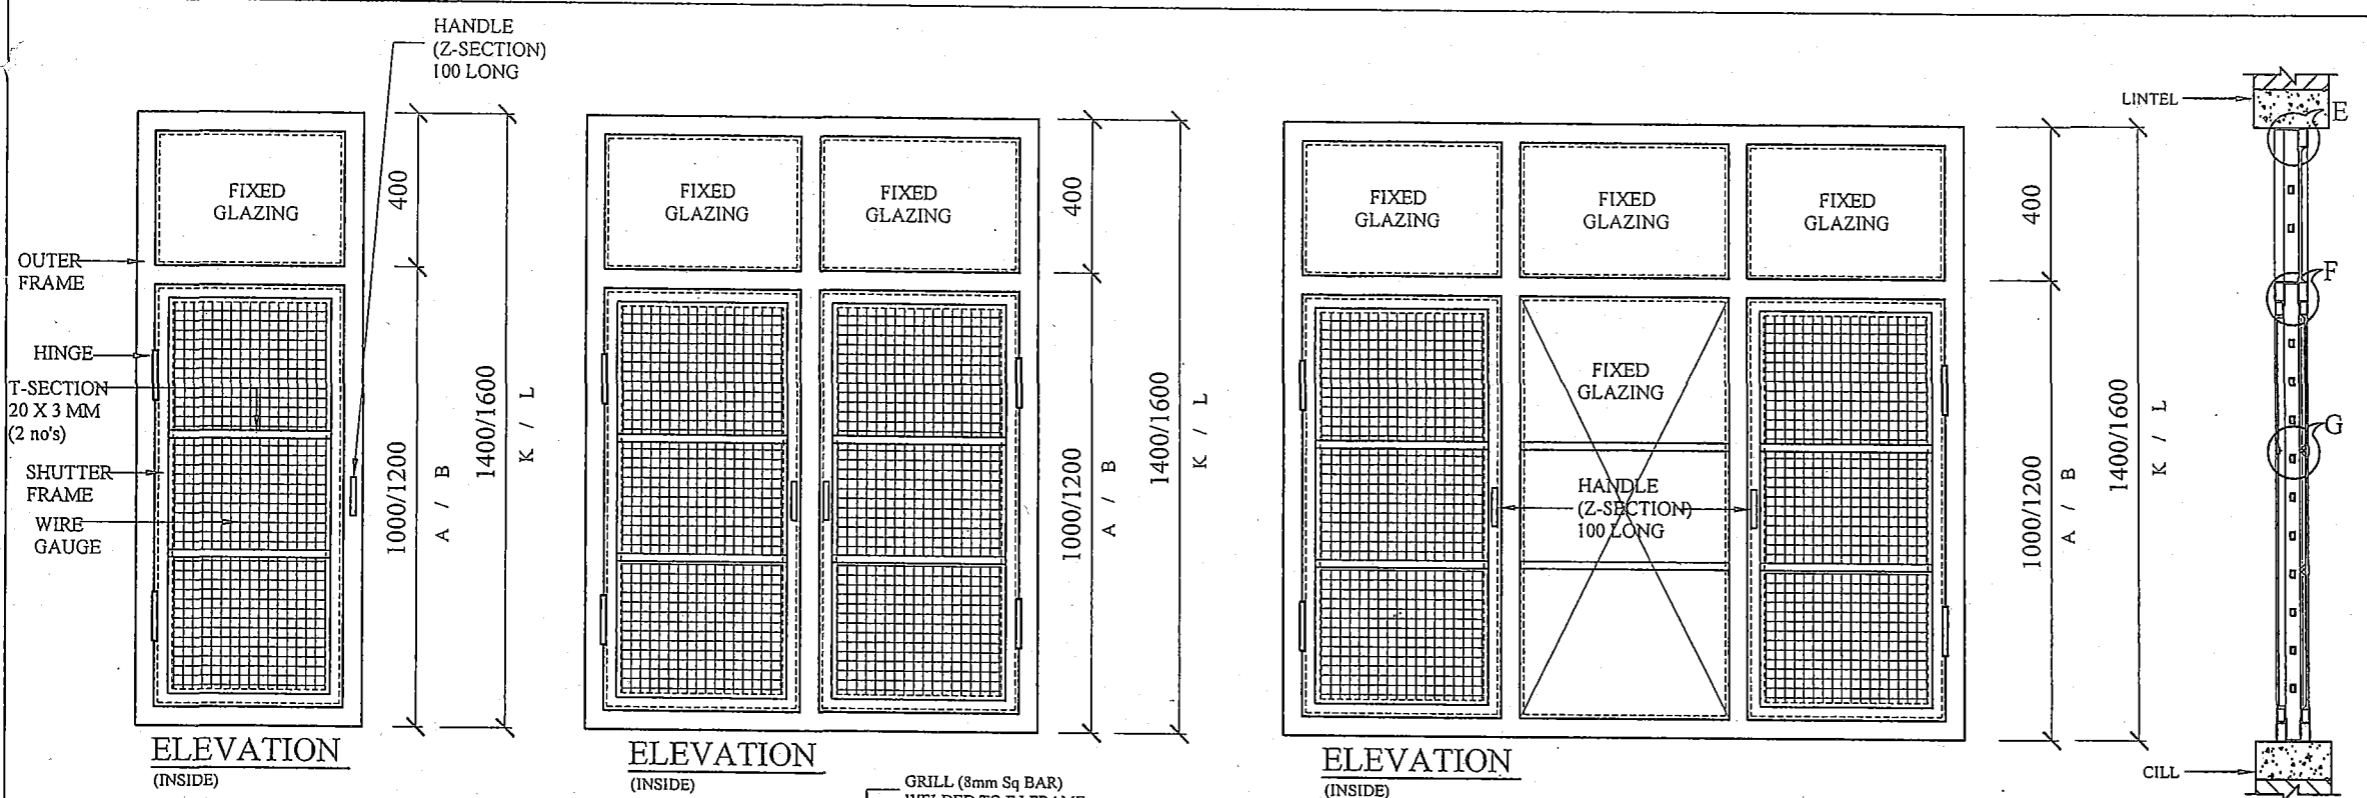 HANDLE
(Z-SECTION)
100 LONG
FIXED
GLAZING
OUTER
FRAME
HINGE
T-SECTION
20 X 3 MM
(2 no's)
SHUTTER
FRAME
WIRE
GAUGE
400
1000/1200
A / B
1400/1600
K / L
ELEVATION
(INSIDE)
FIXED
GLAZING
FIXED
GLAZING
400
1000/1200
A / B
1400/1600
K / L
ELEVATION
(INSIDE)
GRILL (8mm Sq BAR)
WELDED TO
FRAME
FIXED
GLAZING
FIXED
GLAZING
FIXED
GLAZING
FIXED
GLAZING
HANDLE
(Z-SECTION)
100 LONG
400
1000/1200
A / B
1400/1600
K / L
ELEVATION
(INSIDE)
LINTEL
E
F
G
CILL